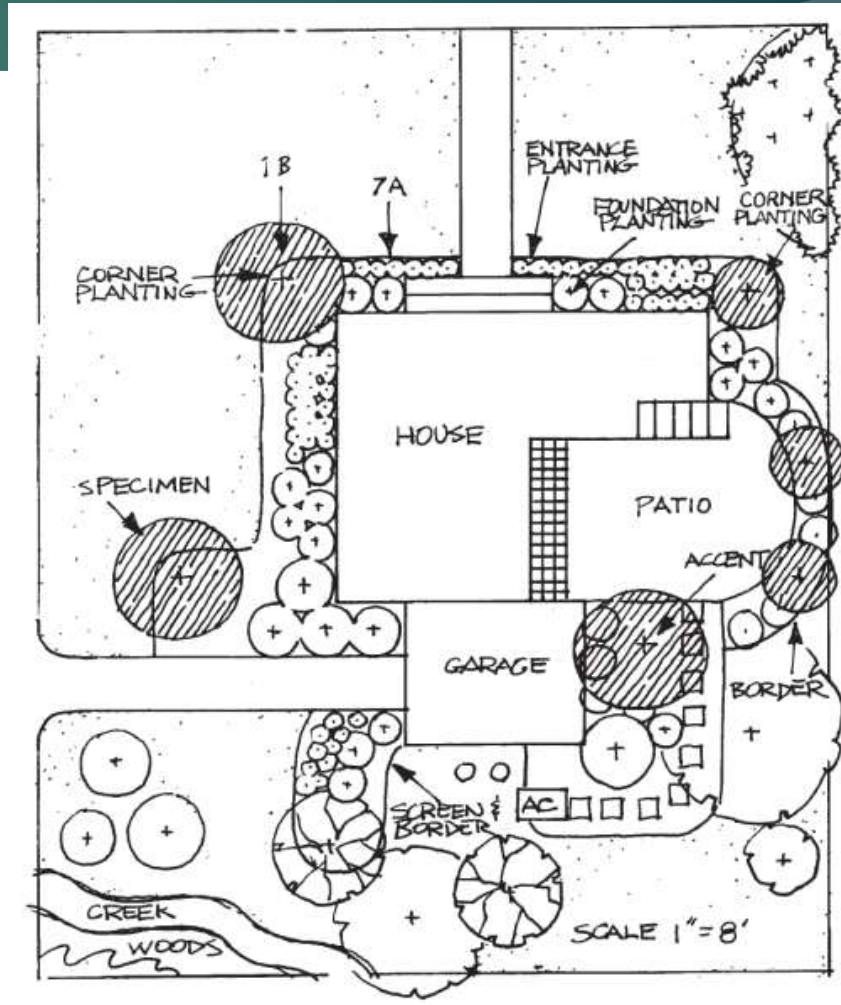 ENTRANCE
PLANTING
1B
7A
FOUNDATION
PLANTING
CORNER
PLANTING
CORNER
PLANTING
HOUSE
SPECIMEN
PATIO
ACCENT
GARAGE
BORDER
SCREEN &
BORDER
AC
CREEK
WOODS
SCALE 1"=8'